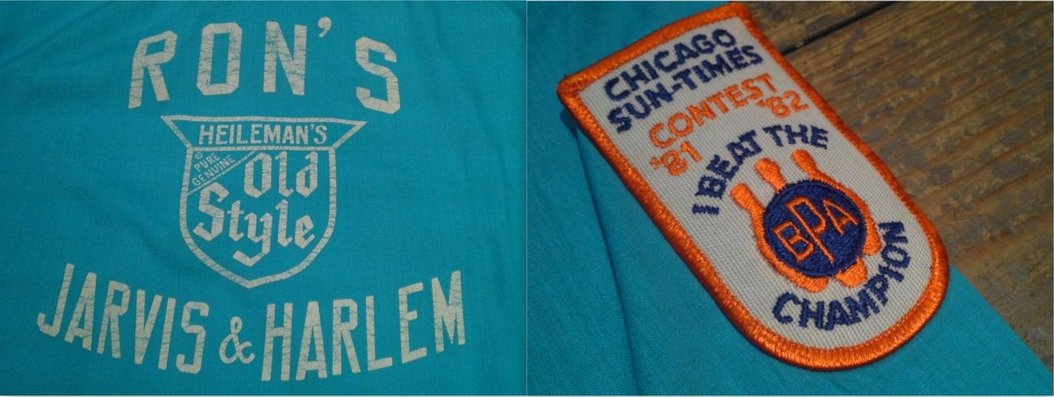 RON'S
HEILEMAN'S
© PURE
GENUINE
Old
Style
JARVIS & HARLEM
CHICAGO
SUN-TIMES
CONTEST
'81 '82
I BEAT THE
BPA
CHAMPION